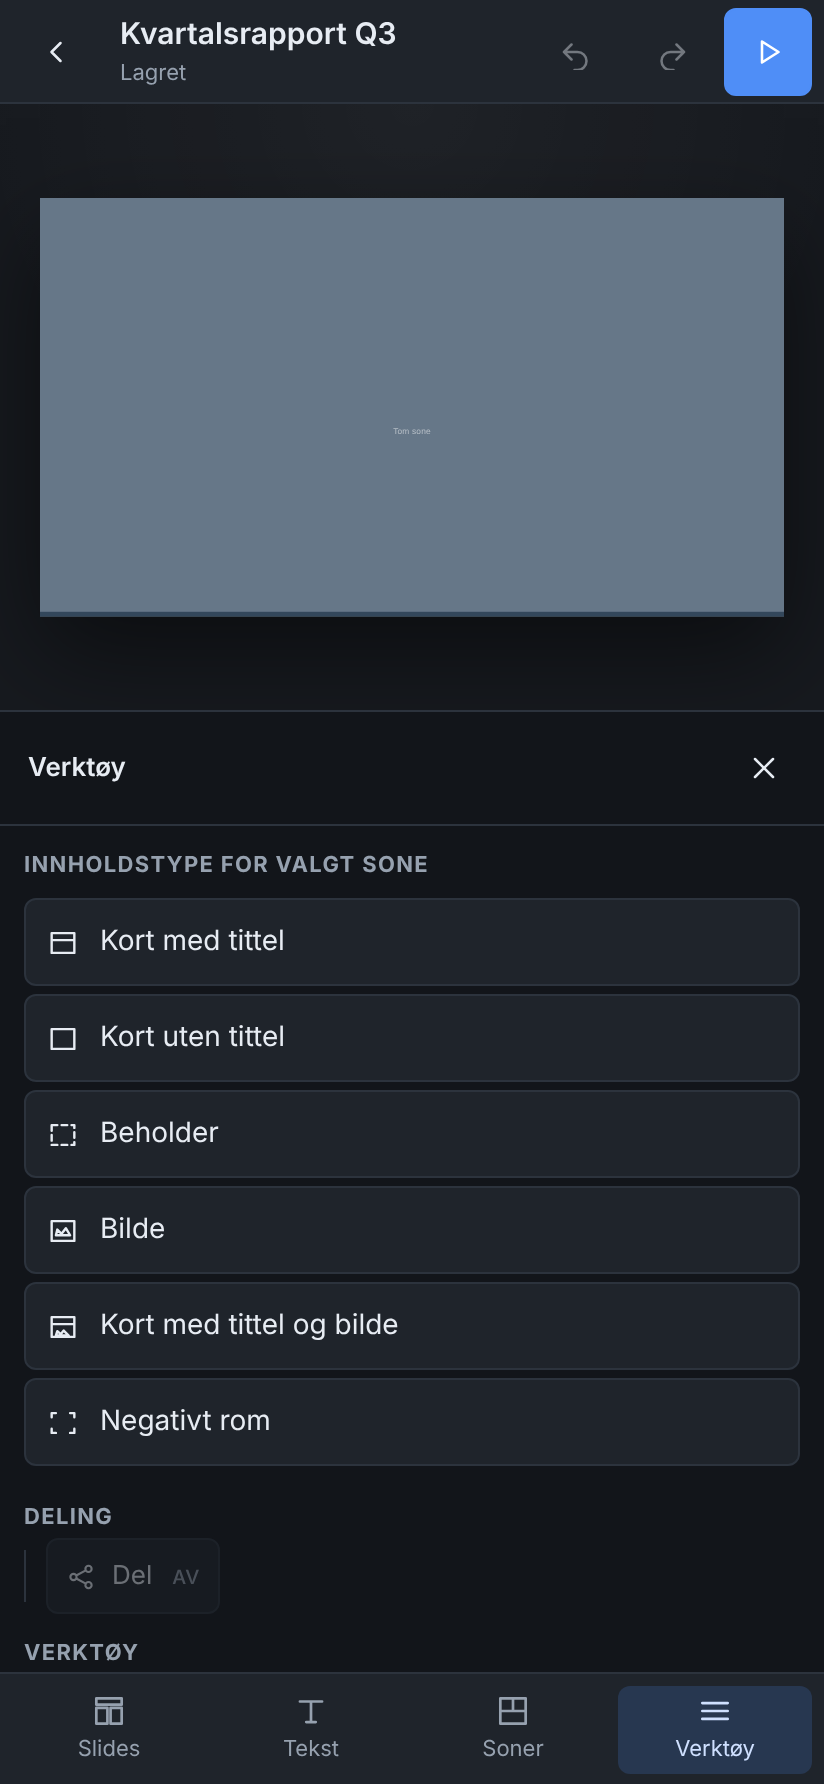 Kvartalsrapport Q3
Lagret
Tom sone
Verktøy
INNHOLDSTYPE FOR VALGT SONE
Kort med tittel
Kort uten tittel
Beholder
Bilde
Kort med tittel og bilde
Negativt rom
DELING
Del AV
VERKTØY
Slides Tekst Soner Verktøy